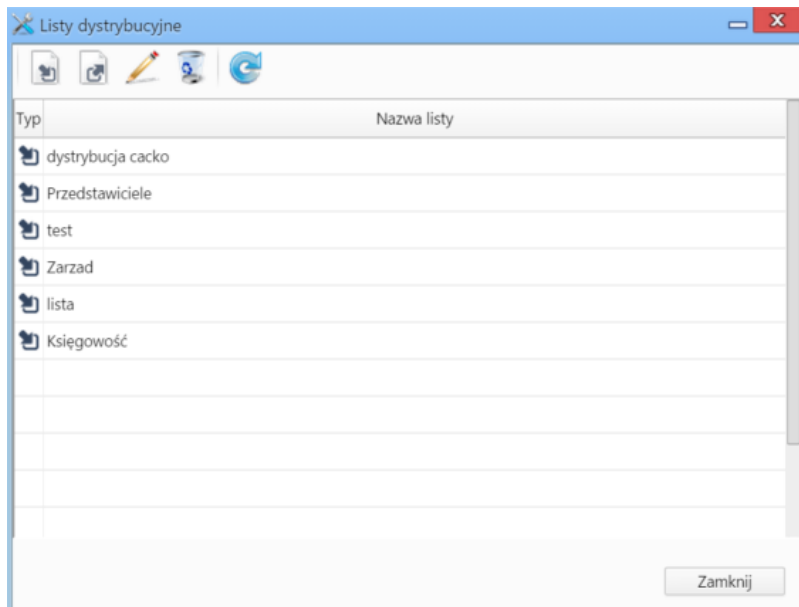 Listy dystrybucyjne
Typ Nazwa listy
dystrybucja cacko
Przedstawiciele
test
Zarzad
lista
Księgowość
Zamknij